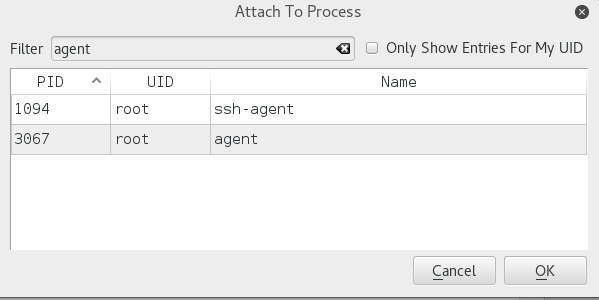 Attach To Process
Filter agent Only Show Entries For My UID
PID UID Name
1094 root ssh-agent
3067 root agent
Cancel OK